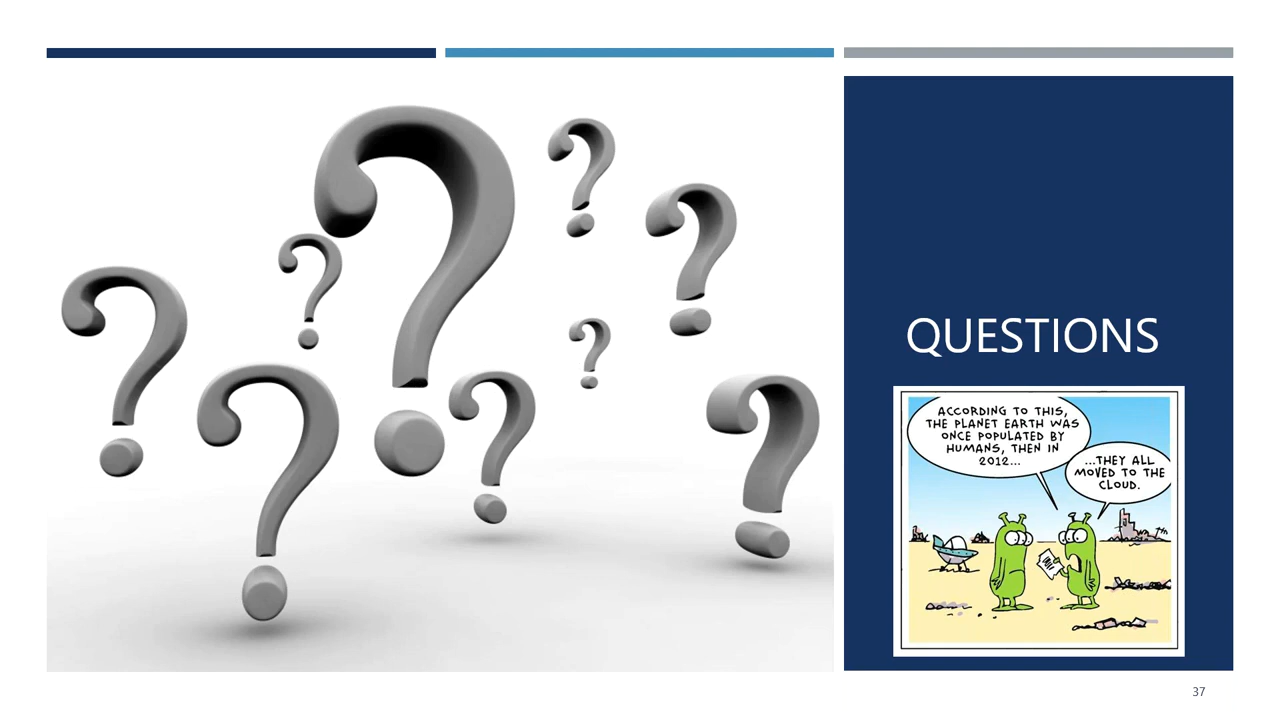 QUESTIONS
ACCORDING TO THIS,
THE PLANET EARTH WAS
ONCE POPULATED BY
HUMANS, THEN IN
2012...
...THEY ALL
MOVED TO THE
CLOUD.
37